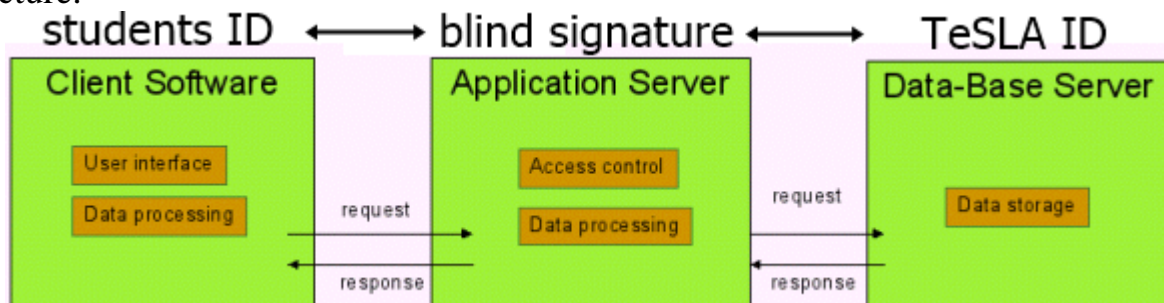 students ID blind signature TeSLA ID
Client Software Application Server Data-Base Server
User interface Access control
Data processing Data processing Data storage
request request
response response